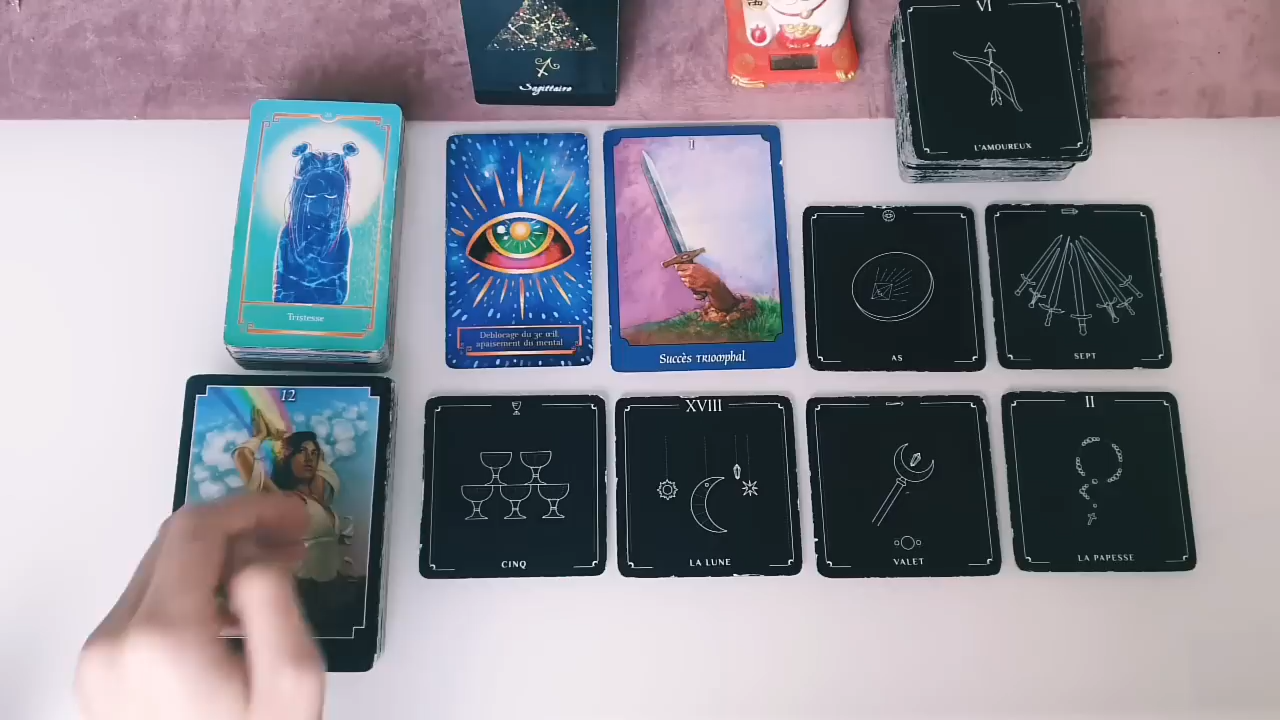 Sagittaire
VI
L'AMOUREUX
Tristesse
Deblocage du 3e œil,
apaisement du mental
I
Succès TRIOMPHAL
AS
SEPT
12
CINQ
XVIII
LA LUNE
VALET
II
LA PAPESSE